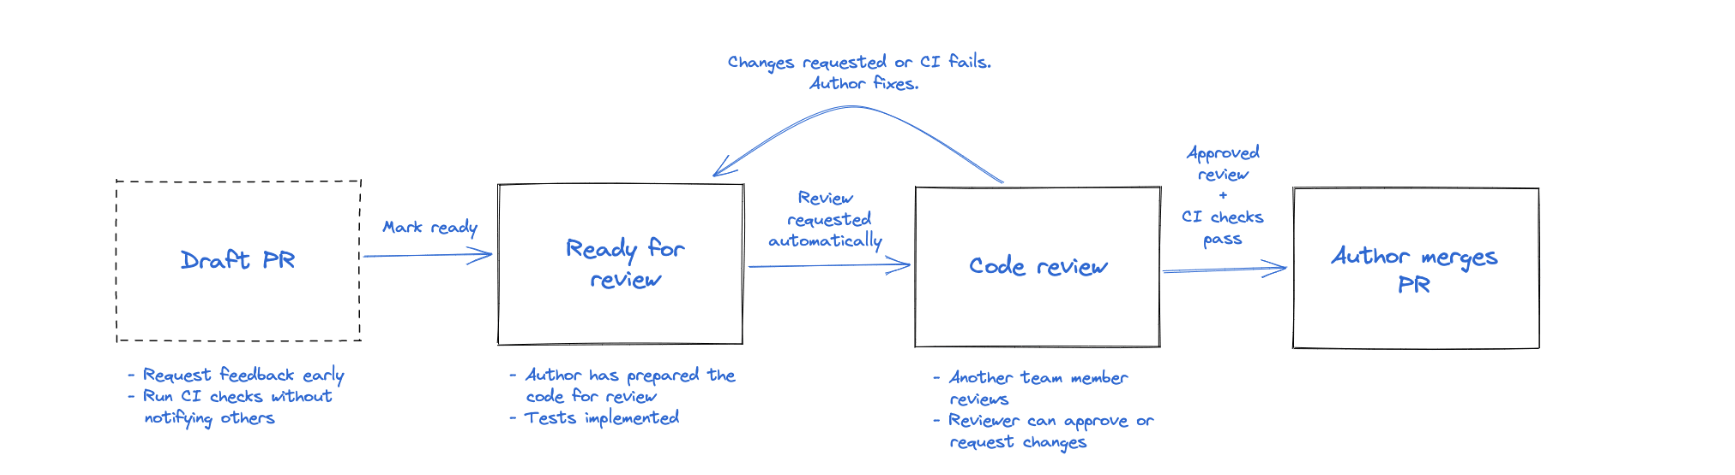 Changes requested or CI fails.
Author fixes.
Draft PR
Mark ready
Ready for
review
Review
requested
automatically
Code review
Approved
review
+
CI checks
pass
Author merges
PR
- Request feedback early
- Run CI checks without
notifying others
- Author has prepared the
code for review
- Tests implemented
- Another team member
reviews
- Reviewer can approve or
request changes